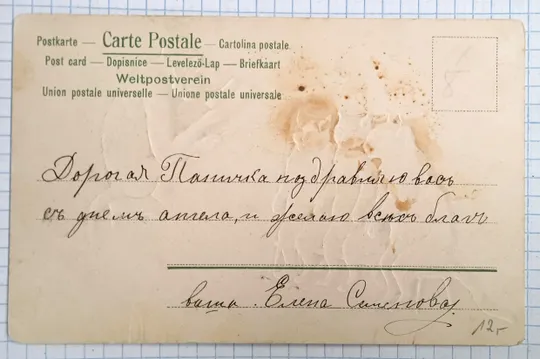 Postkarte — Carte Postale — Cartolina postale
Post card — Dopisnice — Levelező-Lap — Briefkaart
Weltpostverein
Union postale universelle — Unione postale universale
Дорогая Паничка поздравляю васъ
съ днемъ ангела, и желаю всѣхъ благъ
ваша Елена Семенова
12-